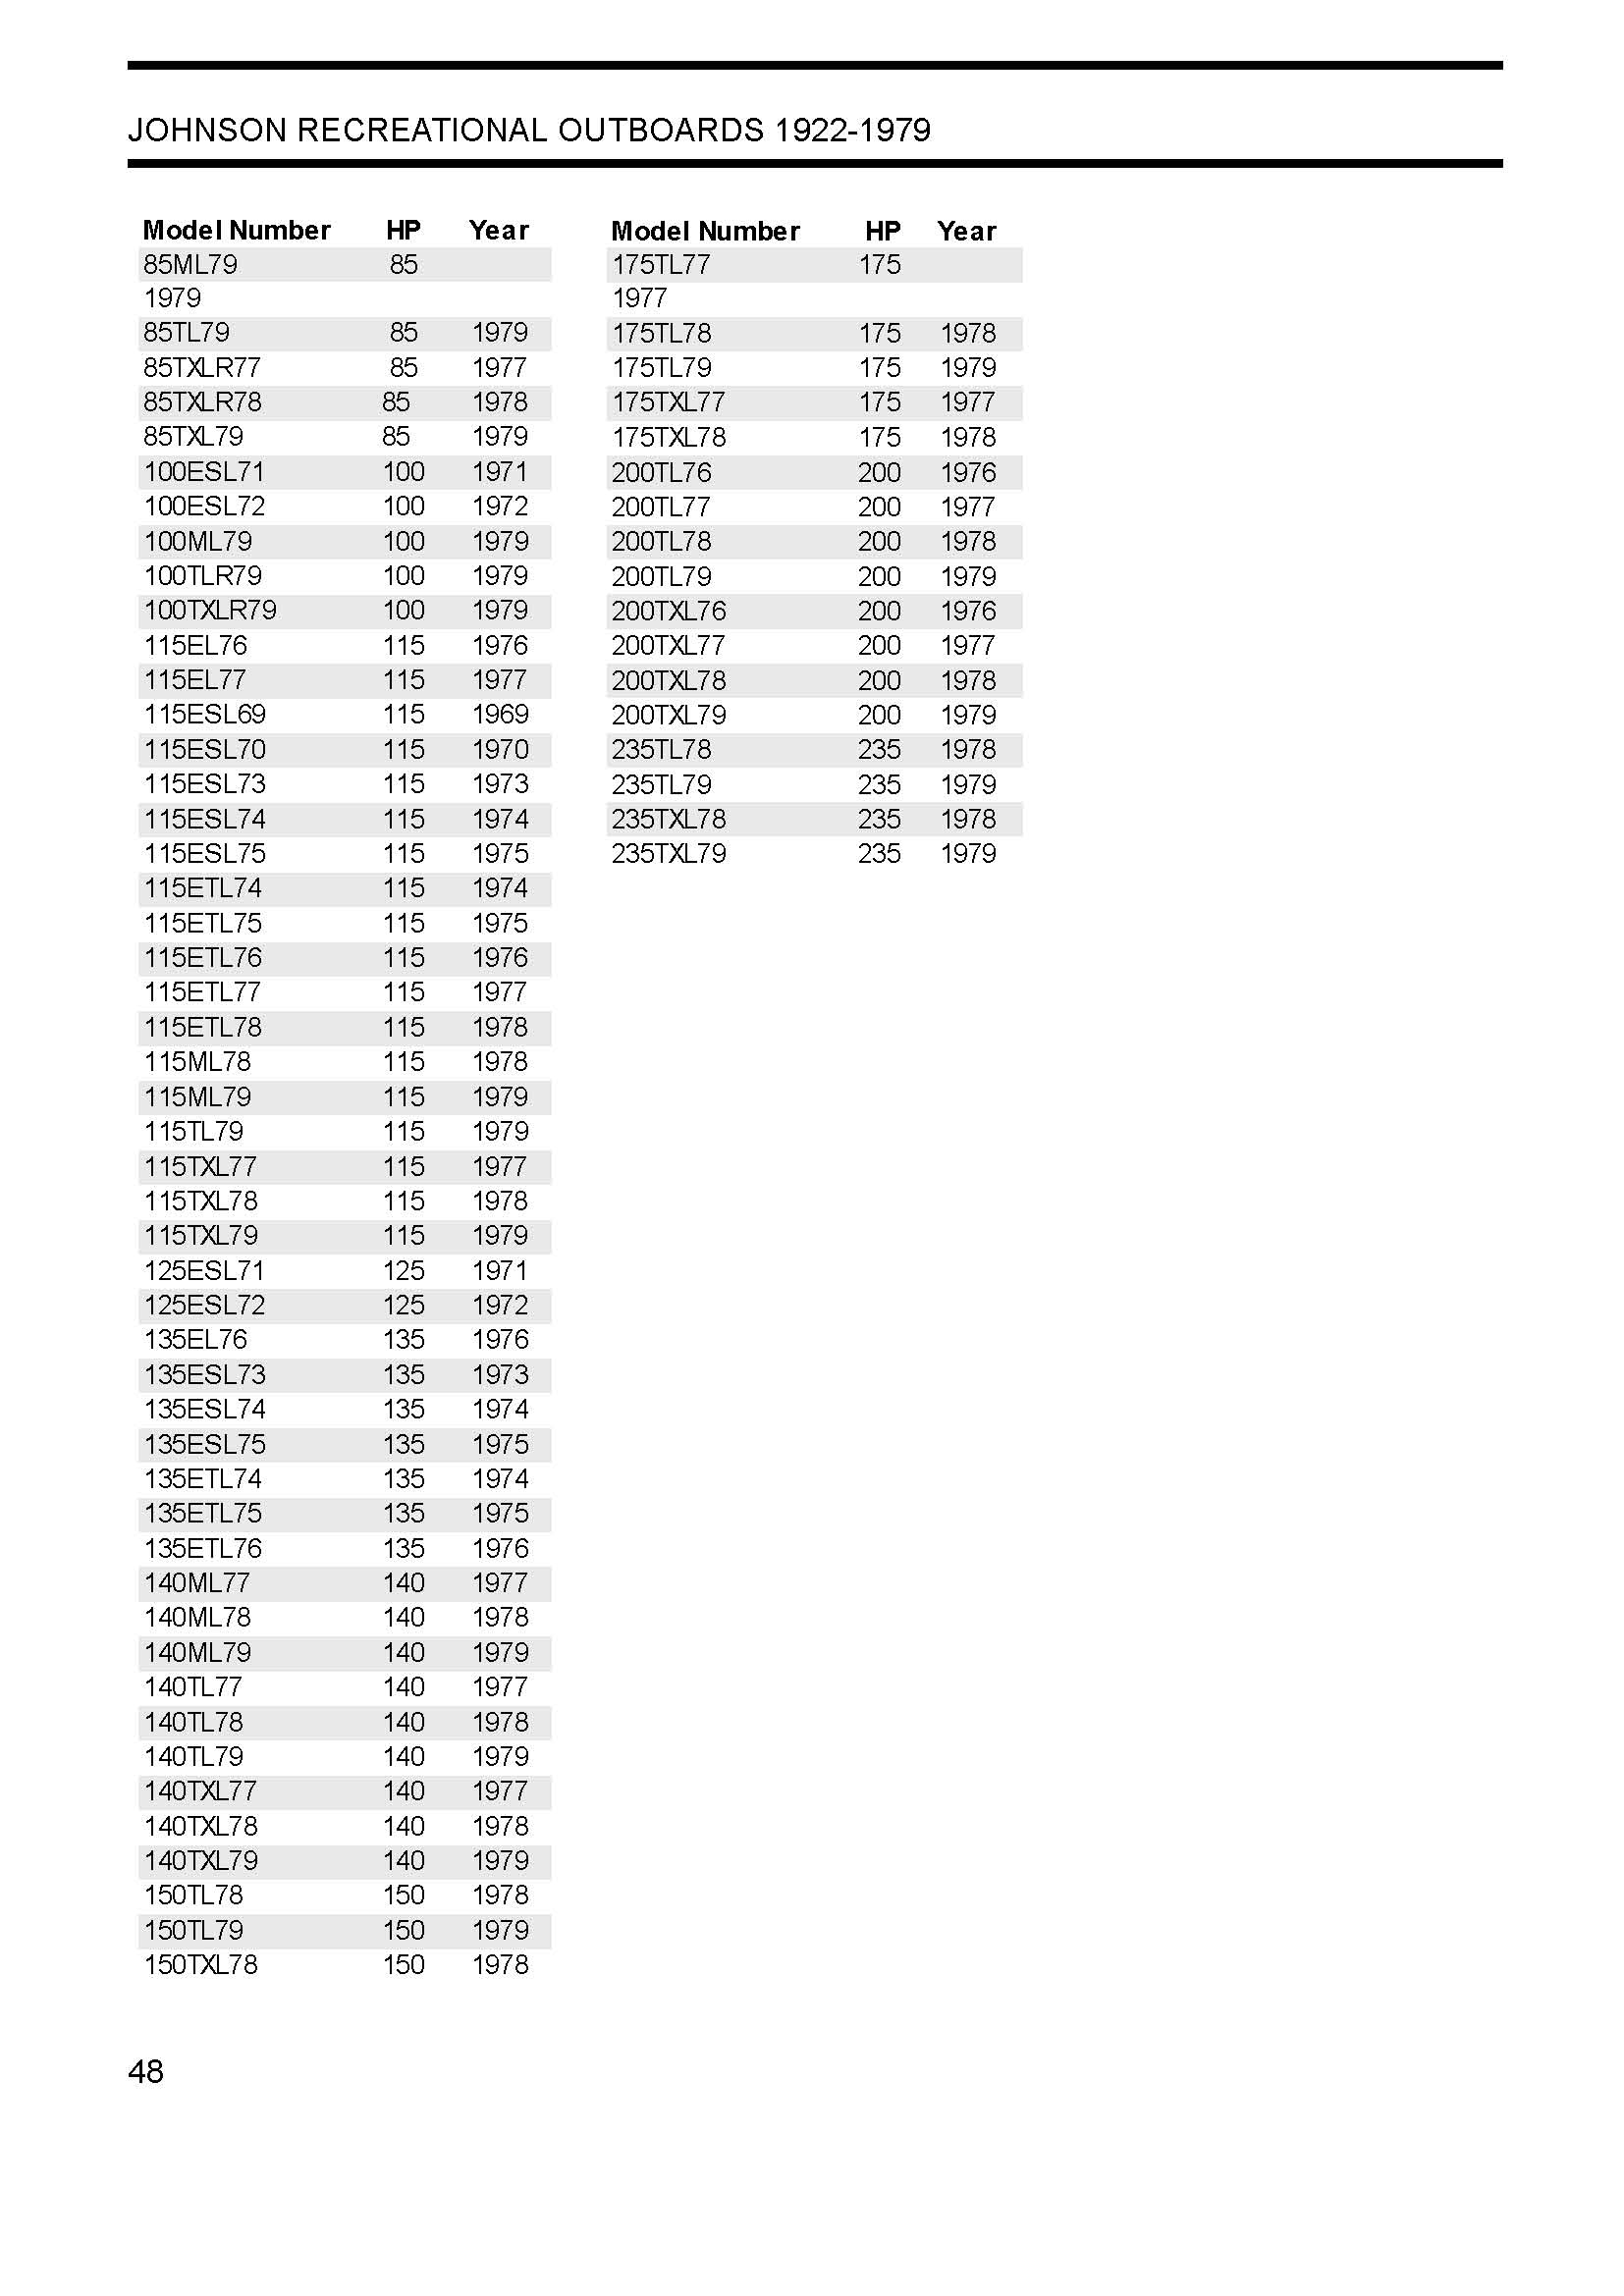 JOHNSON RECREATIONAL OUTBOARDS 1922-1979
Model Number HP Year
85ML79 85
1979
85TL79 85 1979
85TXLR77 85 1977
85TXLR78 85 1978
85TXL79 85 1979
100ESL71 100 1971
100ESL72 100 1972
100ML79 100 1979
100TLR79 100 1979
100TXLR79 100 1979
115EL76 115 1976
115EL77 115 1977
115ESL69 115 1969
115ESL70 115 1970
115ESL73 115 1973
115ESL74 115 1974
115ESL75 115 1975
115ETL74 115 1974
115ETL75 115 1975
115ETL76 115 1976
115ETL77 115 1977
115ETL78 115 1978
115ML78 115 1978
115ML79 115 1979
115TL79 115 1979
115TXL77 115 1977
115TXL78 115 1978
115TXL79 115 1979
125ESL71 125 1971
125ESL72 125 1972
135EL76 135 1976
135ESL73 135 1973
135ESL74 135 1974
135ESL75 135 1975
135ETL74 135 1974
135ETL75 135 1975
135ETL76 135 1976
140ML77 140 1977
140ML78 140 1978
140ML79 140 1979
140TL77 140 1977
140TL78 140 1978
140TL79 140 1979
140TXL77 140 1977
140TXL78 140 1978
140TXL79 140 1979
150TL78 150 1978
150TL79 150 1979
150TXL78 150 1978
Model Number HP Year
175TL77 175
1977
175TL78 175 1978
175TL79 175 1979
175TXL77 175 1977
175TXL78 175 1978
200TL76 200 1976
200TL77 200 1977
200TL78 200 1978
200TL79 200 1979
200TXL76 200 1976
200TXL77 200 1977
200TXL78 200 1978
200TXL79 200 1979
235TL78 235 1978
235TL79 235 1979
235TXL78 235 1978
235TXL79 235 1979
48